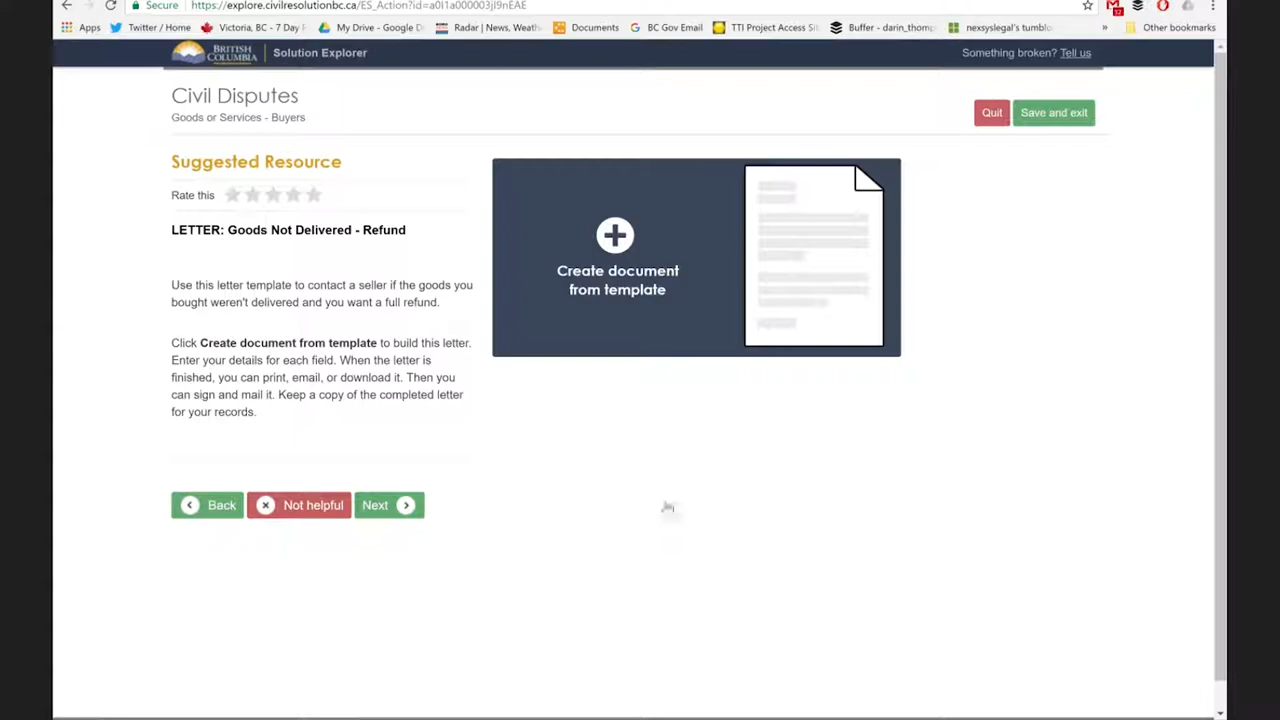 Secure
https://explore.civilresolutionbc.ca/ES_Action?id=a0l1a000003jI9nEAE
Apps
Twitter / Home
Victoria, BC - 7 Day
My Drive - Google D
Radar | News, Weath
Documents
BC Gov Email
TTI Project Access Sit
Buffer - darin_thomp
nexsyslegal's tumblo
»
Other bookmarks
BRITISH
COLUMBIA
Solution Explorer
Something broken? Tell us
Civil Disputes
Goods or Services - Buyers
Quit
Save and exit
Suggested Resource
Rate this
LETTER: Goods Not Delivered - Refund
Use this letter template to contact a seller if the goods you
bought weren't delivered and you want a full refund.
Click Create document from template to build this letter.
Enter your details for each field. When the letter is
finished, you can print, email, or download it. Then you
can sign and mail it. Keep a copy of the completed letter
for your records.
Create document
from template
Back
Not helpful
Next